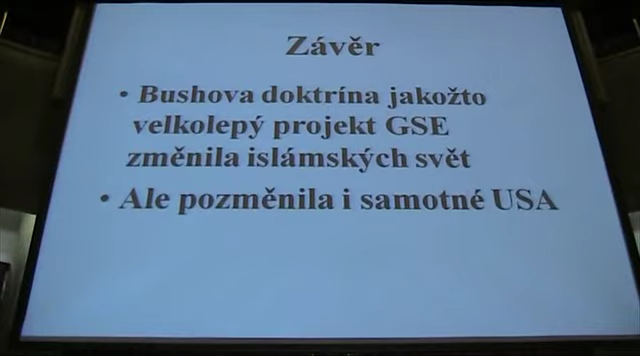 Závěr
• Bushova doktrína jakožto
velkolepý projekt GSE
změnila islámských svět
• Ale pozměnila i samotné USA